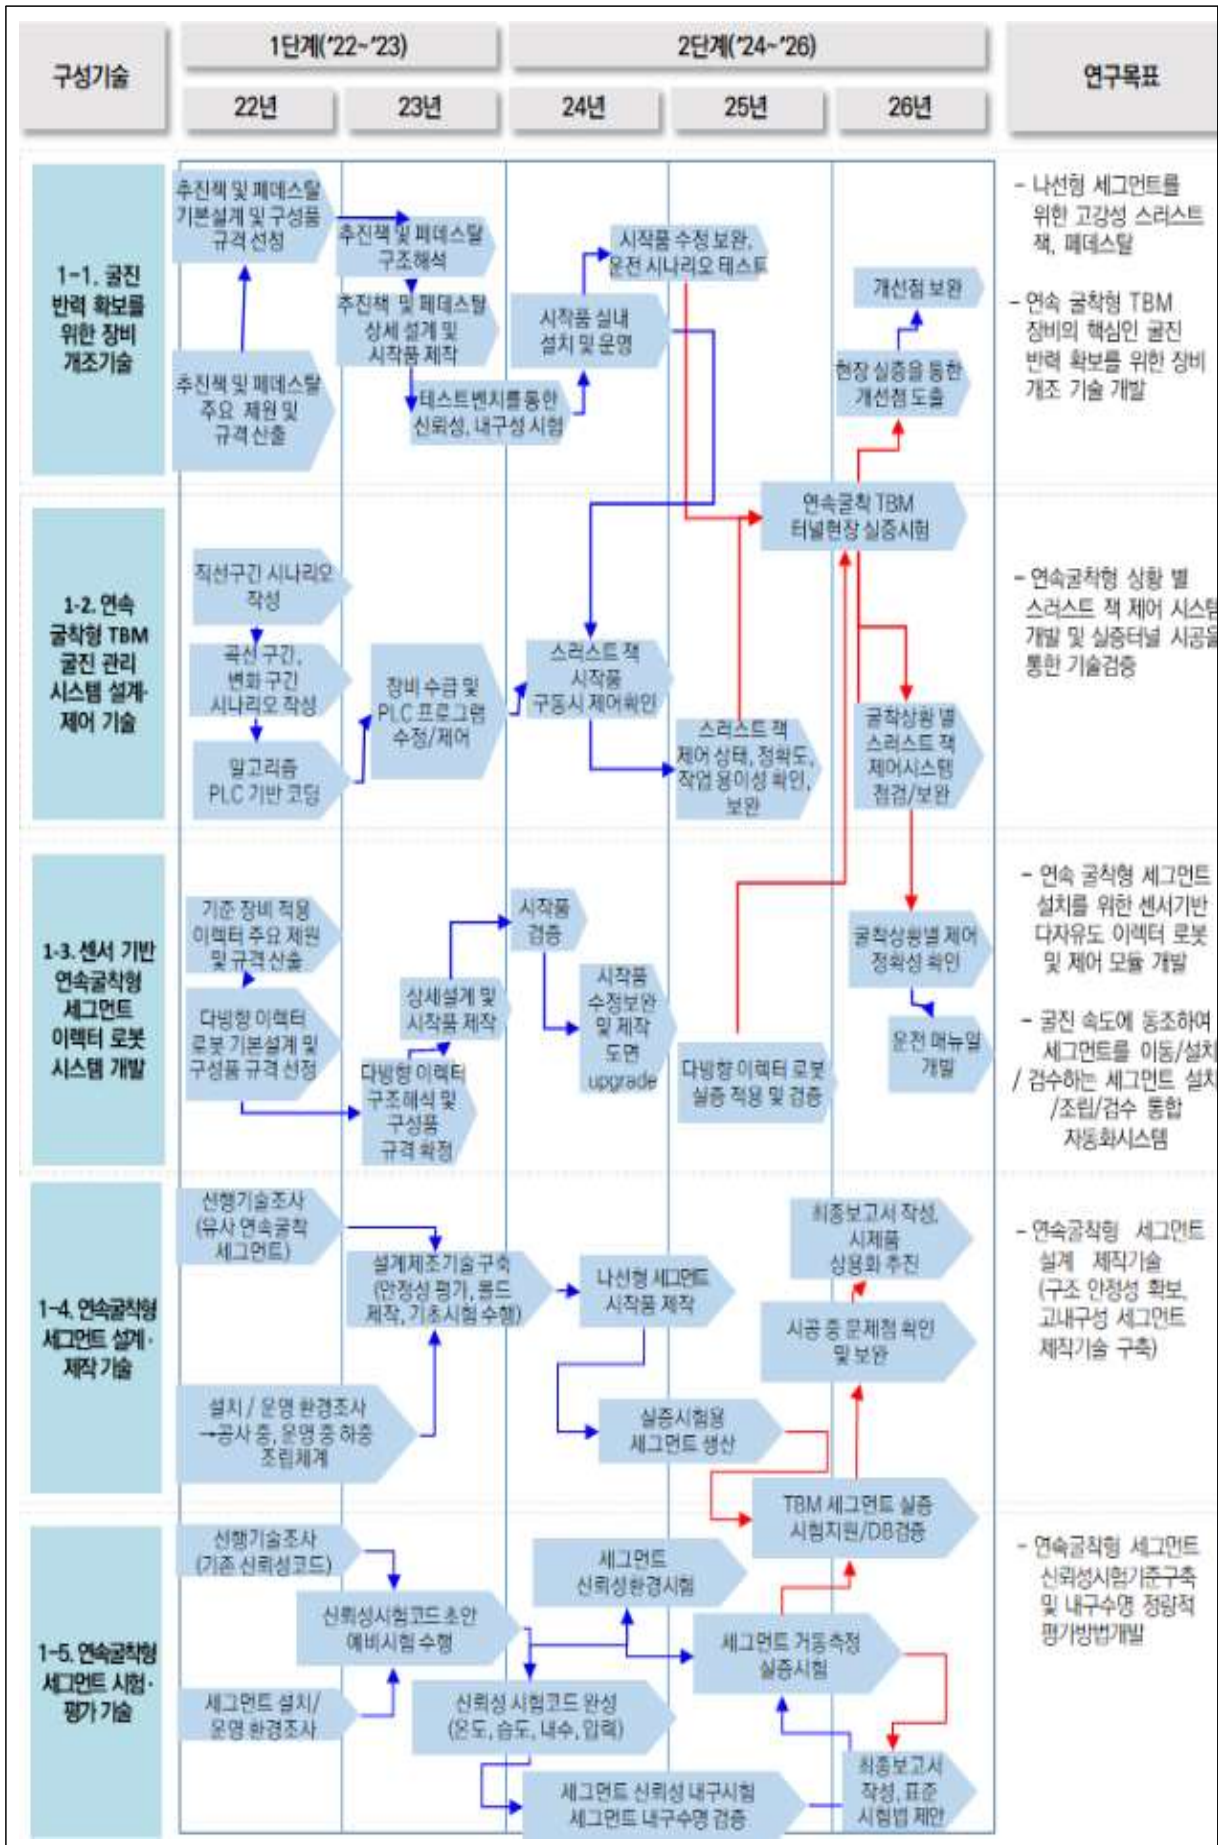 구성기술
1단계('22~'23)
2단계('24~'26)
연구목표
22년
23년
24년
25년
26년
1-1. 굴진
반력 확보를
위한 장비
개조기술
추진잭 및 페데스탈
기본설계 및 구성품
규격 선정
추진잭 및 페데스탈
주요 제원 및
규격 산출
추진잭 및 페데스탈
구조해석
추진잭 및 페데스탈
상세 설계 및
시작품 제작
테스트벤치를 통한
신뢰성, 내구성 시험
시작품 수정 보완,
운전 시나리오 테스트
시작품 실내
설치 및 운영
개선점 보완
현장 실증을 통한
개선점 도출
- 나선형 세그먼트를
위한 고강성 스러스트
잭, 페데스탈
- 연속 굴착형 TBM
장비의 핵심인 굴진
반력 확보를 위한 장비
개조 기술 개발
연속굴착 TBM
터널현장 실증시험
1-2. 연속
굴착형 TBM
굴진 관리
시스템 설계·
제어 기술
직선구간 시나리오
작성
곡선 구간,
변화 구간
시나리오 작성
알고리즘
PLC 기반 코딩
장비 수급 및
PLC 프로그램
수정/제어
스러스트 잭
시작품
구동시 제어확인
스러스트 잭
제어 상태, 정확도,
작업 용이성 확인,
보완
굴착상황 별
스러스트 잭
제어시스템
점검/보완
- 연속굴착형 상황 별
스러스트 잭 제어 시스템
개발 및 실증터널 시공을
통한 기술검증
1-3. 센서 기반
연속굴착형
세그먼트
이렉터 로봇
시스템 개발
기준 장비 적용
이렉터 주요 제원
및 규격 산출
다방향 이렉터
로봇 기본설계 및
구성품 규격 선정
상세설계 및
시작품 제작
다방향 이렉터
구조해석 및
구성품
규격 확정
시작품
검증
시작품
수정보완
및 제작
도면
upgrade
다방향 이렉터 로봇
실증 적용 및 검증
굴착상황별 제어
정확성 확인
운전 매뉴얼
개발
- 연속 굴착형 세그먼트
설치를 위한 센서기반
다자유도 이렉터 로봇
및 제어 모듈 개발
- 굴진 속도에 동조하여
세그먼트를 이동/설치
/ 검수하는 세그먼트 설치
/조립/검수 통합
자동화시스템
1-4. 연속굴착형
세그먼트 설계·
제작 기술
선행기술조사
(유사 연속굴착
세그먼트)
설계제조기술 구축
(안정성 평가, 몰드
제작, 기초시험 수행)
설치 / 운영 환경조사
→공사 중, 운영 중 하중
조립체계
나선형 세그먼트
시작품 제작
실증시험용
세그먼트 생산
최종보고서 작성,
시제품
상용화 추진
시공 중 문제점 확인
및 보완
TBM 세그먼트 실증
시험지원/DB검증
- 연속굴착형 세그먼트
설계 제작기술
(구조 안정성 확보,
고내구성 세그먼트
제작기술 구축)
1-5. 연속굴착형
세그먼트 시험·
평가 기술
선행기술조사
(기존 신뢰성코드)
신뢰성시험코드 초안
예비시험 수행
세그먼트 설치/
운영 환경조사
세그먼트
신뢰성환경시험
신뢰성 시험코드 완성
(온도, 습도, 내수, 압력)
세그먼트 신뢰성 내구시험
세그먼트 내구수명 검증
세그먼트 거동측정
실증시험
최종보고서
작성, 표준
시험법 제안
- 연속굴착형 세그먼트
신뢰성시험기준구축
및 내구수명 정량적
평가방법개발